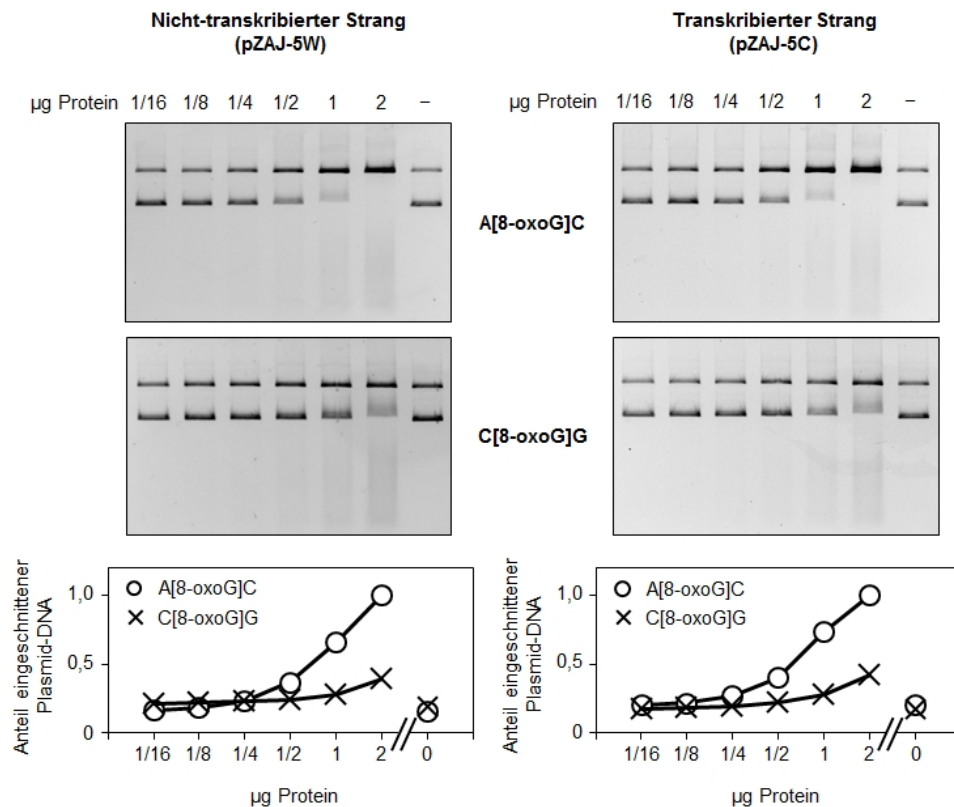 Nicht-transkribierter Strang
(pZAJ-5W)
Transkribierter Strang
(pZAJ-5C)
µg Protein 1/16 1/8 1/4 1/2 1 2 –
µg Protein 1/16 1/8 1/4 1/2 1 2 –
A[8-oxoG]C
C[8-oxoG]G
Anteil eingeschnittener
Plasmid-DNA
1,0
0,5
0
A[8-oxoG]C
C[8-oxoG]G
1/16 1/8 1/4 1/2 1 2 0
µg Protein
Anteil eingeschnittener
Plasmid-DNA
1,0
0,5
0
A[8-oxoG]C
C[8-oxoG]G
1/16 1/8 1/4 1/2 1 2 0
µg Protein